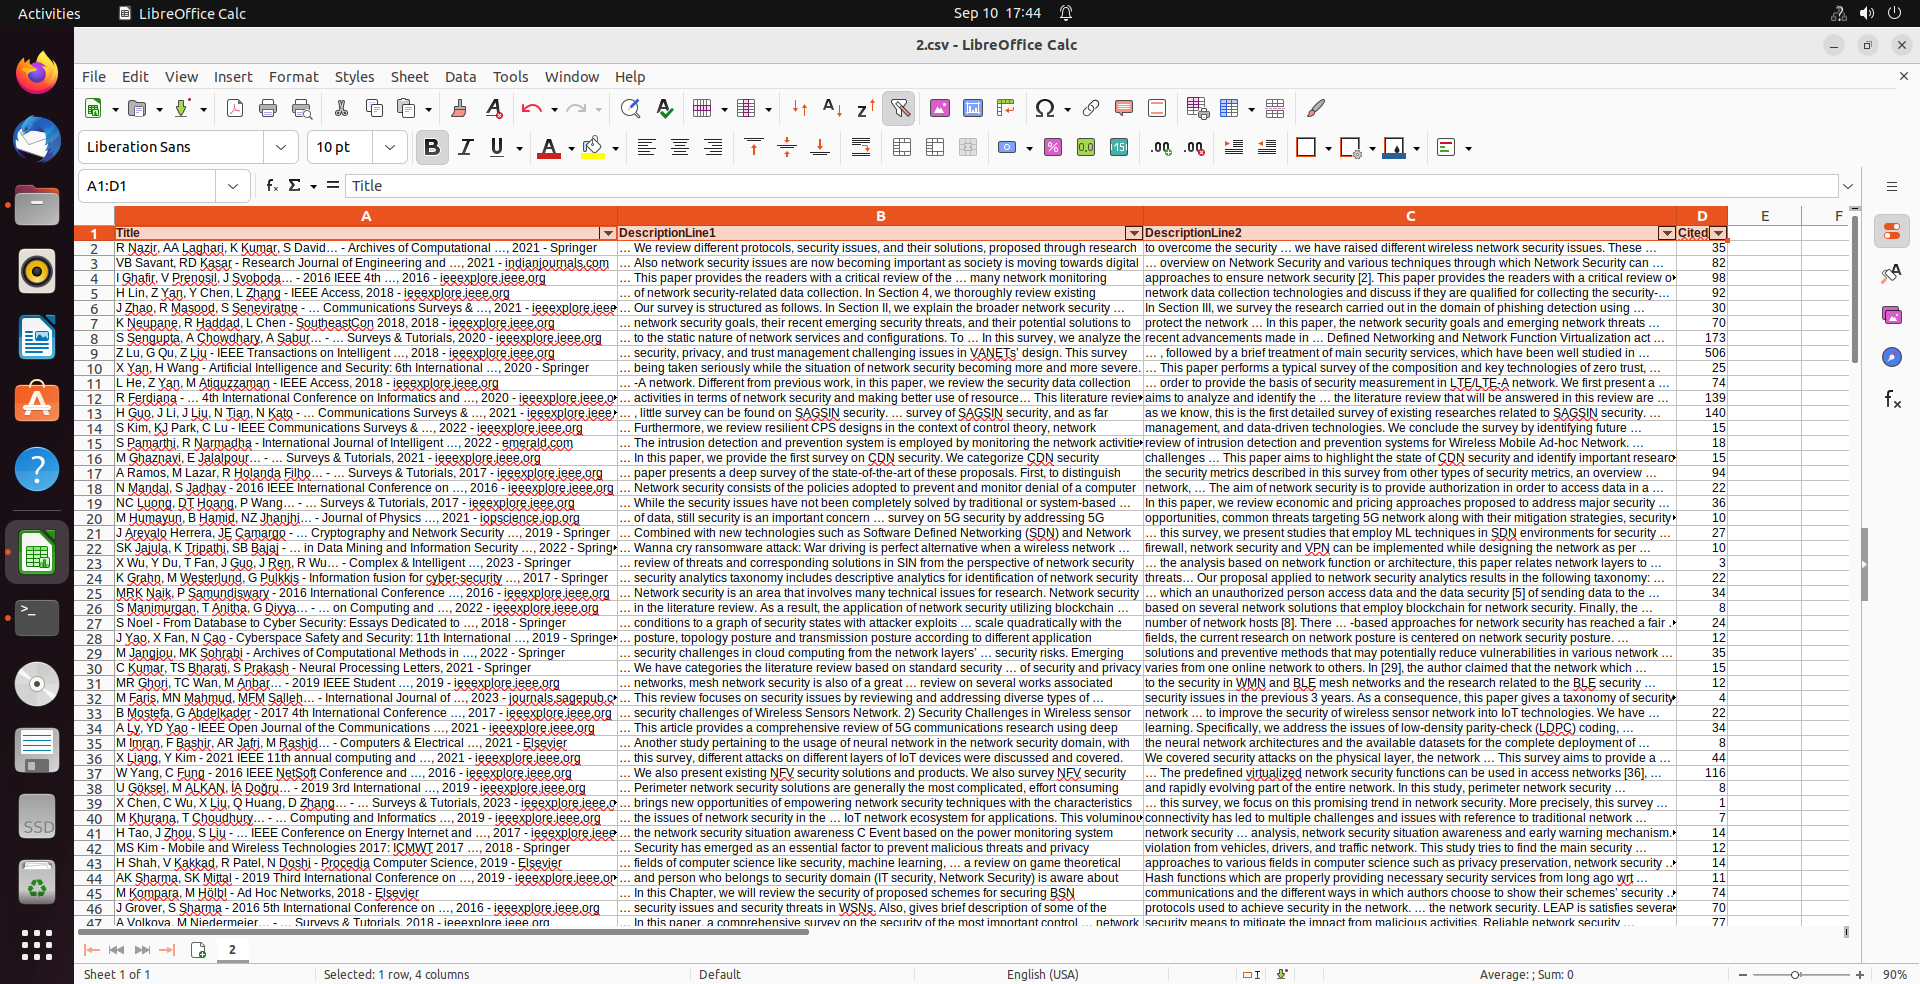 Activities LibreOffice Calc Sep 10 17:44
2.csv - LibreOffice Calc
File Edit View Insert Format Styles Sheet Data Tools Window Help
Liberation Sans 10 pt
A1:D1 Title
A B C D E F
1 Title DescriptionLine1 DescriptionLine2 Cited
2 R Nazir, AA Laghari, K Kumar, S David… - Archives of Computational …, 2021 - Springer … We review different protocols, security issues, and their solutions, proposed through research to overcome the security … we have raised different wireless network security issues. These … 35
3 VB Savant, RD Kasar - Research Journal of Engineering and …, 2021 - indianjournals.com … Also network security issues are now becoming important as society is moving towards digital … overview on Network Security and various techniques through which Network Security can … 82
4 I Ghafir, V Prenosil, J Svoboda… - 2016 IEEE 4th …, 2016 - ieeexplore.ieee.org … This paper provides the readers with a critical review of the … many network monitoring approaches to ensure network security [2]. This paper provides the readers with a critical review o 98
5 H Lin, Z Yan, Y Chen, L Zhang - IEEE Access, 2018 - ieeexplore.ieee.org … of network security-related data collection. In Section 4, we thoroughly review existing network data collection technologies and discuss if they are qualified for collecting the security-… 92
6 J Zhao, R Masood, S Seneviratne - … Communications Surveys & …, 2021 - ieeexplore.ieee … Our survey is structured as follows. In Section II, we explain the broader network security … In Section III, we survey the research carried out in the domain of phishing detection using … 30
7 K Neupane, R Haddad, L Chen - SoutheastCon 2018, 2018 - ieeexplore.ieee.org … network security goals, their recent emerging security threats, and their potential solutions to protect the network … In this paper, the network security goals and emerging network threats … 70
8 S Sengupta, A Chowdhary, A Sabur… - … Surveys & Tutorials, 2020 - ieeexplore.ieee.org … to the static nature of network services and configurations. To … In this survey, we analyze the recent advancements made in … Defined Networking and Network Function Virtualization act … 173
9 Z Lu, G Qu, Z Liu - IEEE Transactions on Intelligent …, 2018 - ieeexplore.ieee.org … security, privacy, and trust management challenging issues in VANETs’ design. This survey … , followed by a brief treatment of main security services, which have been well studied in … 506
10 X Yan, H Wang - Artificial Intelligence and Security: 6th International …, 2020 - Springer … being taken seriously while the situation of network security becoming more and more severe. … This paper performs a typical survey of the composition and key technologies of zero trust, … 25
11 L He, Z Yan, M Atiquzzaman - IEEE Access, 2018 - ieeexplore.ieee.org … -A network. Different from previous work, in this paper, we review the security data collection … order to provide the basis of security measurement in LTE/LTE-A network. We first present a … 74
12 R Ferdiana - … 4th International Conference on Informatics and …, 2020 - ieeexplore.ieee.o … activities in terms of network security and making better use of resource… This literature review aims to analyze and identify the … the literature review that will be answered in this review are … 139
13 H Guo, J Li, J Liu, N Tian, N Kato - … Communications Surveys & …, 2021 - ieeexplore.ieee. … , little survey can be found on SAGSIN security. … survey of SAGSIN security, and as far as we know, this is the first detailed survey of existing researches related to SAGSIN security. … 140
14 S Kim, KJ Park, C Lu - IEEE Communications Surveys & …, 2022 - ieeexplore.ieee.org … Furthermore, we review resilient CPS designs in the context of control theory, network management, and data-driven technologies. We conclude the survey by identifying future … 15
15 S Pamarthi, R Narmadha - International Journal of Intelligent …, 2022 - emerald.com … The intrusion detection and prevention system is employed by monitoring the network activitie review of intrusion detection and prevention systems for Wireless Mobile Ad-hoc Network. … 18
16 M Ghaznavi, E Jalalpour… - … Surveys & Tutorials, 2021 - ieeexplore.ieee.org … In this paper, we provide the first survey on CDN security. We categorize CDN security challenges … This paper aims to highlight the state of CDN security and identify important researc 15
17 A Ramos, M Lazar, R Holanda Filho… - … Surveys & Tutorials, 2017 - ieeexplore.ieee.org … paper presents a deep survey of the state-of-the-art of these proposals. First, to distinguish the security metrics described in this survey from other types of security metrics, an overview … 94
18 N Mandal, S Jadhav - 2016 IEEE International Conference on …, 2016 - ieeexplore.ieee.org … Network security consists of the policies adopted to prevent and monitor denial of a computer network, … The aim of network security is to provide authorization in order to access data in a … 22
19 NC Luong, DT Hoang, P Wang… - … Surveys & Tutorials, 2017 - ieeexplore.ieee.org … While the security issues have not been completely solved by traditional or system-based … In this paper, we review economic and pricing approaches proposed to address major security … 36
20 M Humayun, B Hamid, NZ Jhanjhi… - Journal of Physics …, 2021 - iopscience.iop.org … of data, still security is an important concern … survey on 5G security by addressing 5G opportunities, common threats targeting 5G network along with their mitigation strategies, security 10
21 J Arevalo Herrera, JE Camargo - … Cryptography and Network Security …, 2019 - Springer … Combined with new technologies such as Software Defined Networking (SDN) and Network … this survey, we present studies that employ ML techniques in SDN environments for security … 27
22 SK Jajula, K Tripathi, SB Bajaj - … in Data Mining and Information Security …, 2022 - Spring … Wanna cry ransomware attack: War driving is perfect alternative when a wireless network … firewall, network security and VPN can be implemented while designing the network as per … 10
23 X Wu, Y Du, T Fan, J Guo, J Ren, R Wu… - Complex & Intelligent …, 2023 - Springer … review of threats and corresponding solutions in SIN from the perspective of network security … the analysis based on network function or architecture, this paper relates network layers to … 3
24 K Grahn, M Westerlund, G Pulkkis - Information fusion for cyber-security …, 2017 - Springer … security analytics taxonomy includes descriptive analytics for identification of network security threats… Our proposal applied to network security analytics results in the following taxonomy: … 22
25 MRK Naik, P Samundiswary - 2016 International Conference …, 2016 - ieeexplore.ieee.org … Network security is an area that involves many technical issues for research. Network security … which an unauthorized person access data and the data security [5] of sending data to the … 34
26 S Manimurgan, T Anitha, G Divya… - … on Computing and …, 2022 - ieeexplore.ieee.org … in the literature review. As a result, the application of network security utilizing blockchain … based on several network solutions that employ blockchain for network security. Finally, the … 8
27 S Noel - From Database to Cyber Security: Essays Dedicated to …, 2018 - Springer … conditions to a graph of security states with attacker exploits … scale quadratically with the number of network hosts [8]. There … -based approaches for network security has reached a fair . 24
28 J Yao, X Fan, N Cao - Cyberspace Safety and Security: 11th International …, 2019 - Springe … posture, topology posture and transmission posture according to different application fields, the current research on network posture is centered on network security posture. … 12
29 M Jangjou, MK Sohrabi - Archives of Computational Methods in …, 2022 - Springer … security challenges in cloud computing from the network layers’ … security risks. Emerging solutions and preventive methods that may potentially reduce vulnerabilities in various network … 35
30 C Kumar, TS Bharati, S Prakash - Neural Processing Letters, 2021 - Springer … We have categories the literature review based on standard security … of security and privacy varies from one online network to others. In [29], the author claimed that the network which … 15
31 MR Ghori, TC Wan, M Anbar… - 2019 IEEE Student …, 2019 - ieeexplore.ieee.org … networks, mesh network security is also of a great … review on several works associated to the security in WMN and BLE mesh networks and the research related to the BLE security … 12
32 M Faris, MN Mahmud, MFM Salleh… - International Journal of …, 2023 - journals.sagepub.c … This review focuses on security issues by reviewing and addressing diverse types of … security issues in the previous 3 years. As a consequence, this paper gives a taxonomy of security 4
33 B Mostefa, G Abdelkader - 2017 4th International Conference …, 2017 - ieeexplore.ieee.org … security challenges of Wireless Sensors Network. 2) Security Challenges in Wireless sensor network … to improve the security of wireless sensor network into IoT technologies. We have … 22
34 A Ly, YD Yao - IEEE Open Journal of the Communications …, 2021 - ieeexplore.ieee.org … This article provides a comprehensive review of 5G communications research using deep learning. Specifically, we address the issues of low-density parity-check (LDPC) coding, … 34
35 M Imran, F Bashir, AR Jafri, M Rashid… - Computers & Electrical …, 2021 - Elsevier … Another study pertaining to the usage of neural network in the network security domain, with the neural network architectures and the available datasets for the complete deployment of … 8
36 X Liang, Y Kim - 2021 IEEE 11th annual computing and …, 2021 - ieeexplore.ieee.org … this survey, different attacks on different layers of IoT devices were discussed and covered. We covered security attacks on the physical layer, the network … This survey aims to provide a … 44
37 W Yang, C Fung - 2016 IEEE NetSoft Conference and …, 2016 - ieeexplore.ieee.org … We also present existing NFV security solutions and products. We also survey NFV security … The predefined virtualized network security functions can be used in access networks [36], … 116
38 U Göksel, M ALKAN, İA Doğru… - 2019 3rd International …, 2019 - ieeexplore.ieee.org … Perimeter network security solutions are generally the most complicated, effort consuming and rapidly evolving part of the entire network. In this study, perimeter network security … 8
39 X Chen, C Wu, X Liu, Q Huang, D Zhang… - … Surveys & Tutorials, 2023 - ieeexplore.ieee.o … brings new opportunities of empowering network security techniques with the characteristics … this survey, we focus on this promising trend in network security. More precisely, this survey … 1
40 M Khurana, T Choudhury… - … Computing and Informatics …, 2019 - ieeexplore.ieee.org … the issues of network security in the … IoT network ecosystem for applications. This voluminou connectivity has led to multiple challenges and issues with reference to traditional network … 7
41 H Tao, J Zhou, S Liu - … IEEE Conference on Energy Internet and …, 2017 - ieeexplore.ieee … the network security situation awareness C Event based on the power monitoring system network security … analysis, network security situation awareness and early warning mechanism. 14
42 MS Kim - Mobile and Wireless Technologies 2017: ICMWT 2017 …, 2018 - Springer … Security has emerged as an essential factor to prevent malicious threats and privacy violation from vehicles, drivers, and traffic network. This study tries to find the main security … 12
43 H Shah, V Kakkad, R Patel, N Doshi - Procedia Computer Science, 2019 - Elsevier … fields of computer science like security, machine learning, … a review on game theoretical approaches to various fields in computer science such as privacy preservation, network security . 14
44 AK Sharma, SK Mittal - 2019 Third International Conference on …, 2019 - ieeexplore.ieee.or … and person who belongs to security domain (IT security, Network Security) is aware about Hash functions which are properly providing necessary security services from long ago wrt … 11
45 M Kompara, M Hölbl - Ad Hoc Networks, 2018 - Elsevier … In this Chapter, we will review the security of proposed schemes for securing BSN communications and the different ways in which authors choose to show their schemes’ security . 74
46 J Grover, S Sharma - 2016 5th International Conference on …, 2016 - ieeexplore.ieee.org … security issues and security threats in WSNs. Also, gives brief description of some of the protocols used to achieve security in the network. … the network security. LEAP is satisfies severa 70
47 A Volkova, M Niedermeier… - … Surveys & Tutorials, 2018 - ieeexplore.ieee.org … In this paper, a comprehensive survey on the security of the most important control … network security means to mitigate the impact from malicious activities. Reliable network security … 77
2
Sheet 1 of 1 Selected: 1 row, 4 columns Default English (USA) Average: ; Sum: 0 90%